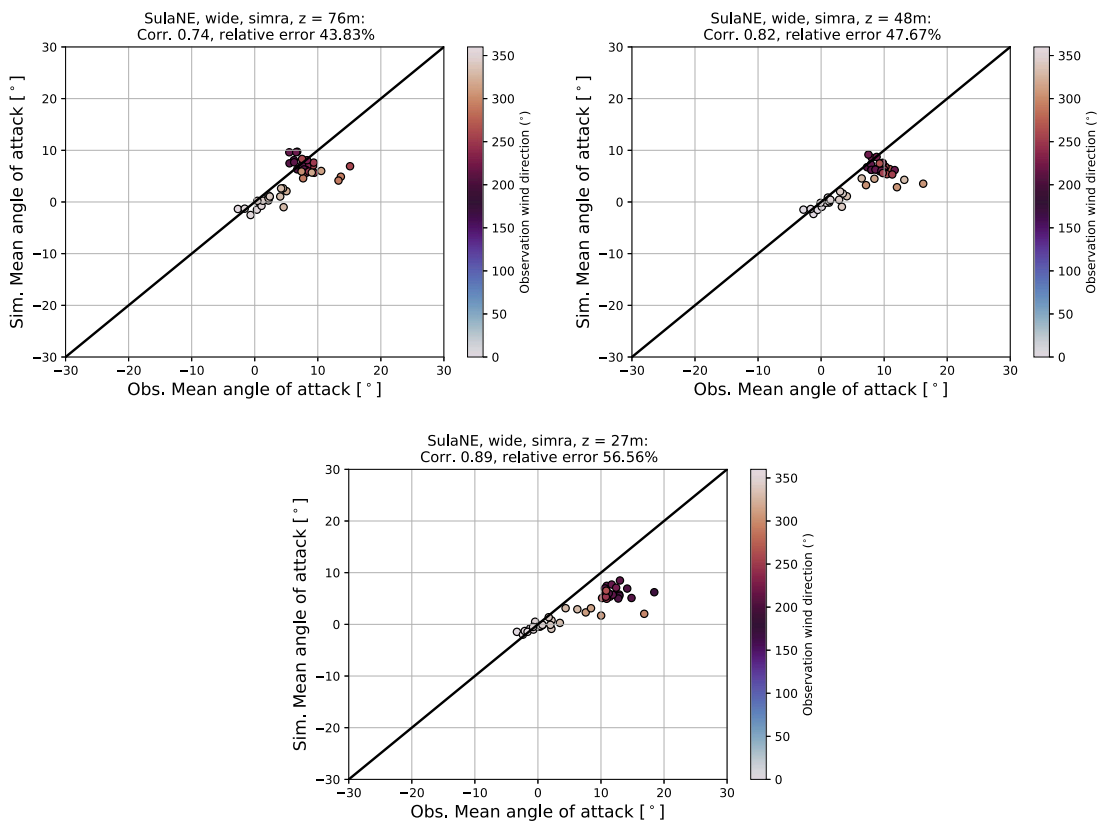 SulaNE, wide, simra, z = 76m:
Corr. 0.74, relative error 43.83%
30
20
10
0
−10
−20
−30
Sim. Mean angle of attack [°]
−30 −20 −10 0 10 20 30
Obs. Mean angle of attack [°]
350
300
250
200
150
100
50
0
Observation wind direction (°)
SulaNE, wide, simra, z = 48m:
Corr. 0.82, relative error 47.67%
30
20
10
0
−10
−20
−30
Sim. Mean angle of attack [°]
−30 −20 −10 0 10 20 30
Obs. Mean angle of attack [°]
350
300
250
200
150
100
50
0
Observation wind direction (°)
SulaNE, wide, simra, z = 27m:
Corr. 0.89, relative error 56.56%
30
20
10
0
−10
−20
−30
Sim. Mean angle of attack [°]
−30 −20 −10 0 10 20 30
Obs. Mean angle of attack [°]
350
300
250
200
150
100
50
0
Observation wind direction (°)